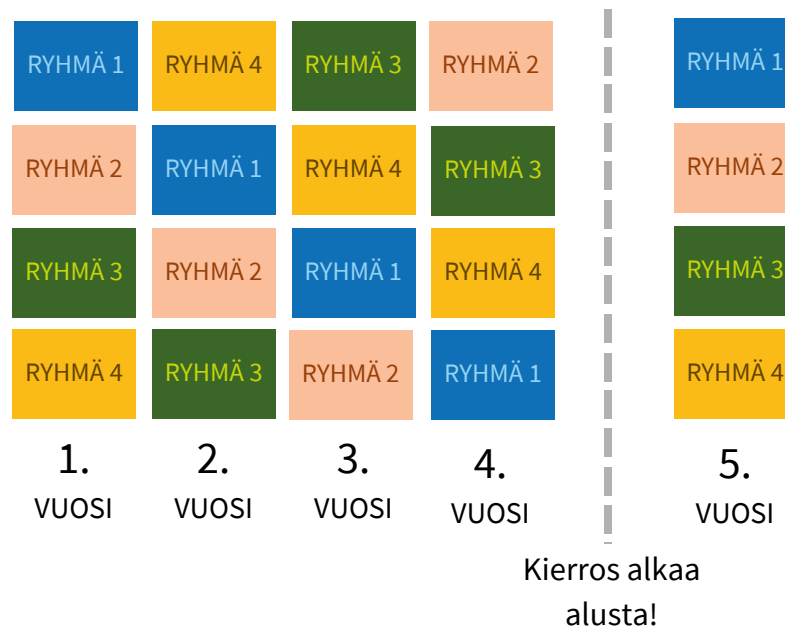 RYHMÄ 1 RYHMÄ 4 RYHMÄ 3 RYHMÄ 2 RYHMÄ 1
RYHMÄ 2 RYHMÄ 1 RYHMÄ 4 RYHMÄ 3 RYHMÄ 2
RYHMÄ 3 RYHMÄ 2 RYHMÄ 1 RYHMÄ 4 RYHMÄ 3
RYHMÄ 4 RYHMÄ 3 RYHMÄ 2 RYHMÄ 1 RYHMÄ 4
1. 2. 3. 4. 5.
VUOSI VUOSI VUOSI VUOSI VUOSI
Kierros alkaa
alusta!